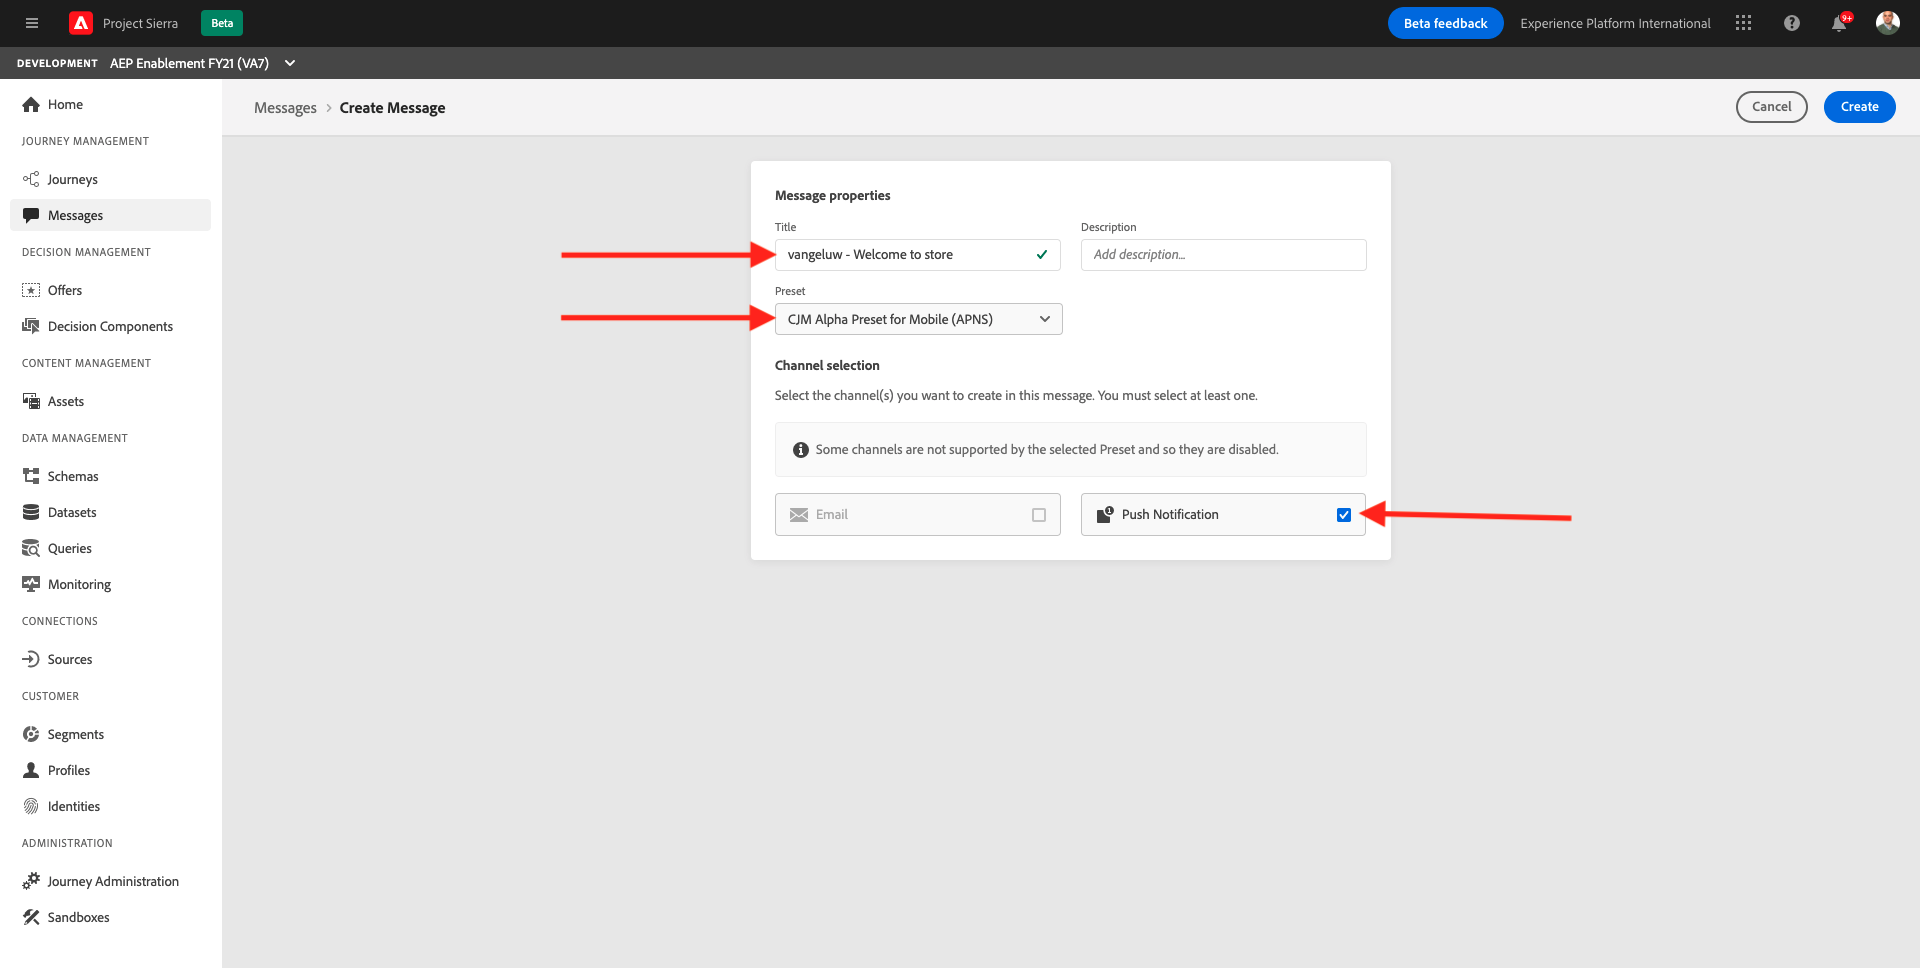 Project Sierra
Beta
Beta feedback
Experience Platform International
9+
DEVELOPMENT AEP Enablement FY21 (VA7)
Home
JOURNEY MANAGEMENT
Journeys
Messages
DECISION MANAGEMENT
Offers
Decision Components
CONTENT MANAGEMENT
Assets
DATA MANAGEMENT
Schemas
Datasets
Queries
Monitoring
CONNECTIONS
Sources
CUSTOMER
Segments
Profiles
Identities
ADMINISTRATION
Journey Administration
Sandboxes
Messages > Create Message
Cancel
Create
Message properties
Title
Description
vangeluw - Welcome to store
Add description...
Preset
CJM Alpha Preset for Mobile (APNS)
Channel selection
Select the channel(s) you want to create in this message. You must select at least one.
Some channels are not supported by the selected Preset and so they are disabled.
Email
Push Notification